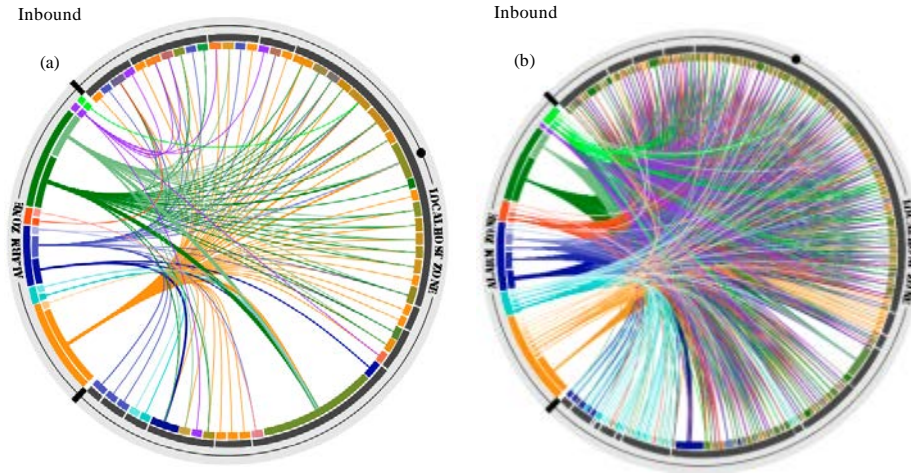 Inbound
Inbound
(a)
(b)
ALARM ZONE
LOCALHOST ZONE
ALARM ZONE